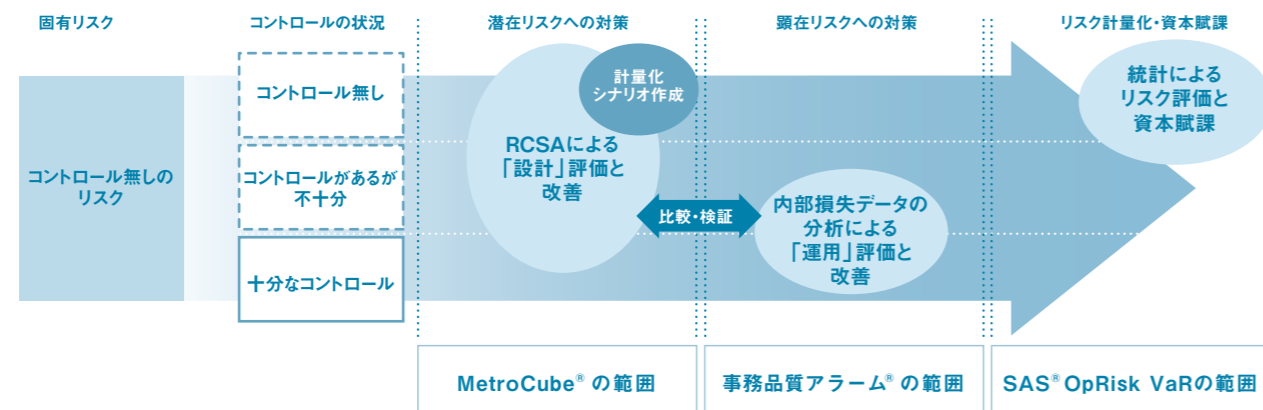 固有リスク
コントロールの状況
潜在リスクへの対策
顕在リスクへの対策
リスク計量化・資本賦課
コントロール無しの
リスク
コントロール無し
コントロールがあるが
不十分
十分なコントロール
計量化
シナリオ作成
RCSAによる
「設計」評価と
改善
比較・検証
内部損失データの
分析による
「運用」評価と
改善
統計による
リスク評価と
資本賦課
MetroCube® の範囲
事務品質アラーム® の範囲
SAS® OpRisk VaRの範囲